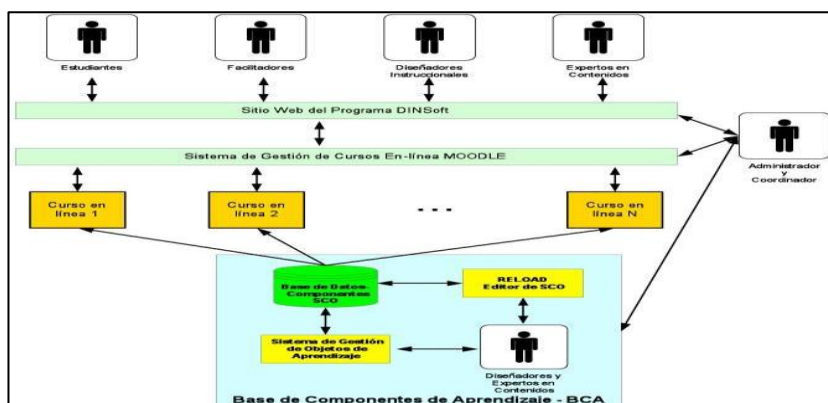 Estudiantes
Facilitadores
Diseñadores
Instruccionales
Expertos en
Contenidos
Sitio Web del Programa DINSoft
Sistema de Gestión de Cursos En-línea MOODLE
Administrador
y
Coordinador
Curso en
línea 1
Curso en
línea 2
. . .
Curso en
línea N
Base de Datos-
Componentes
SCO
RELOAD
Editor de SCO
Sistema de Gestión
de Objetos de
Aprendizaje
Diseñadores y
Expertos en
Contenidos
Base de Componentes de Aprendizaje - BCA